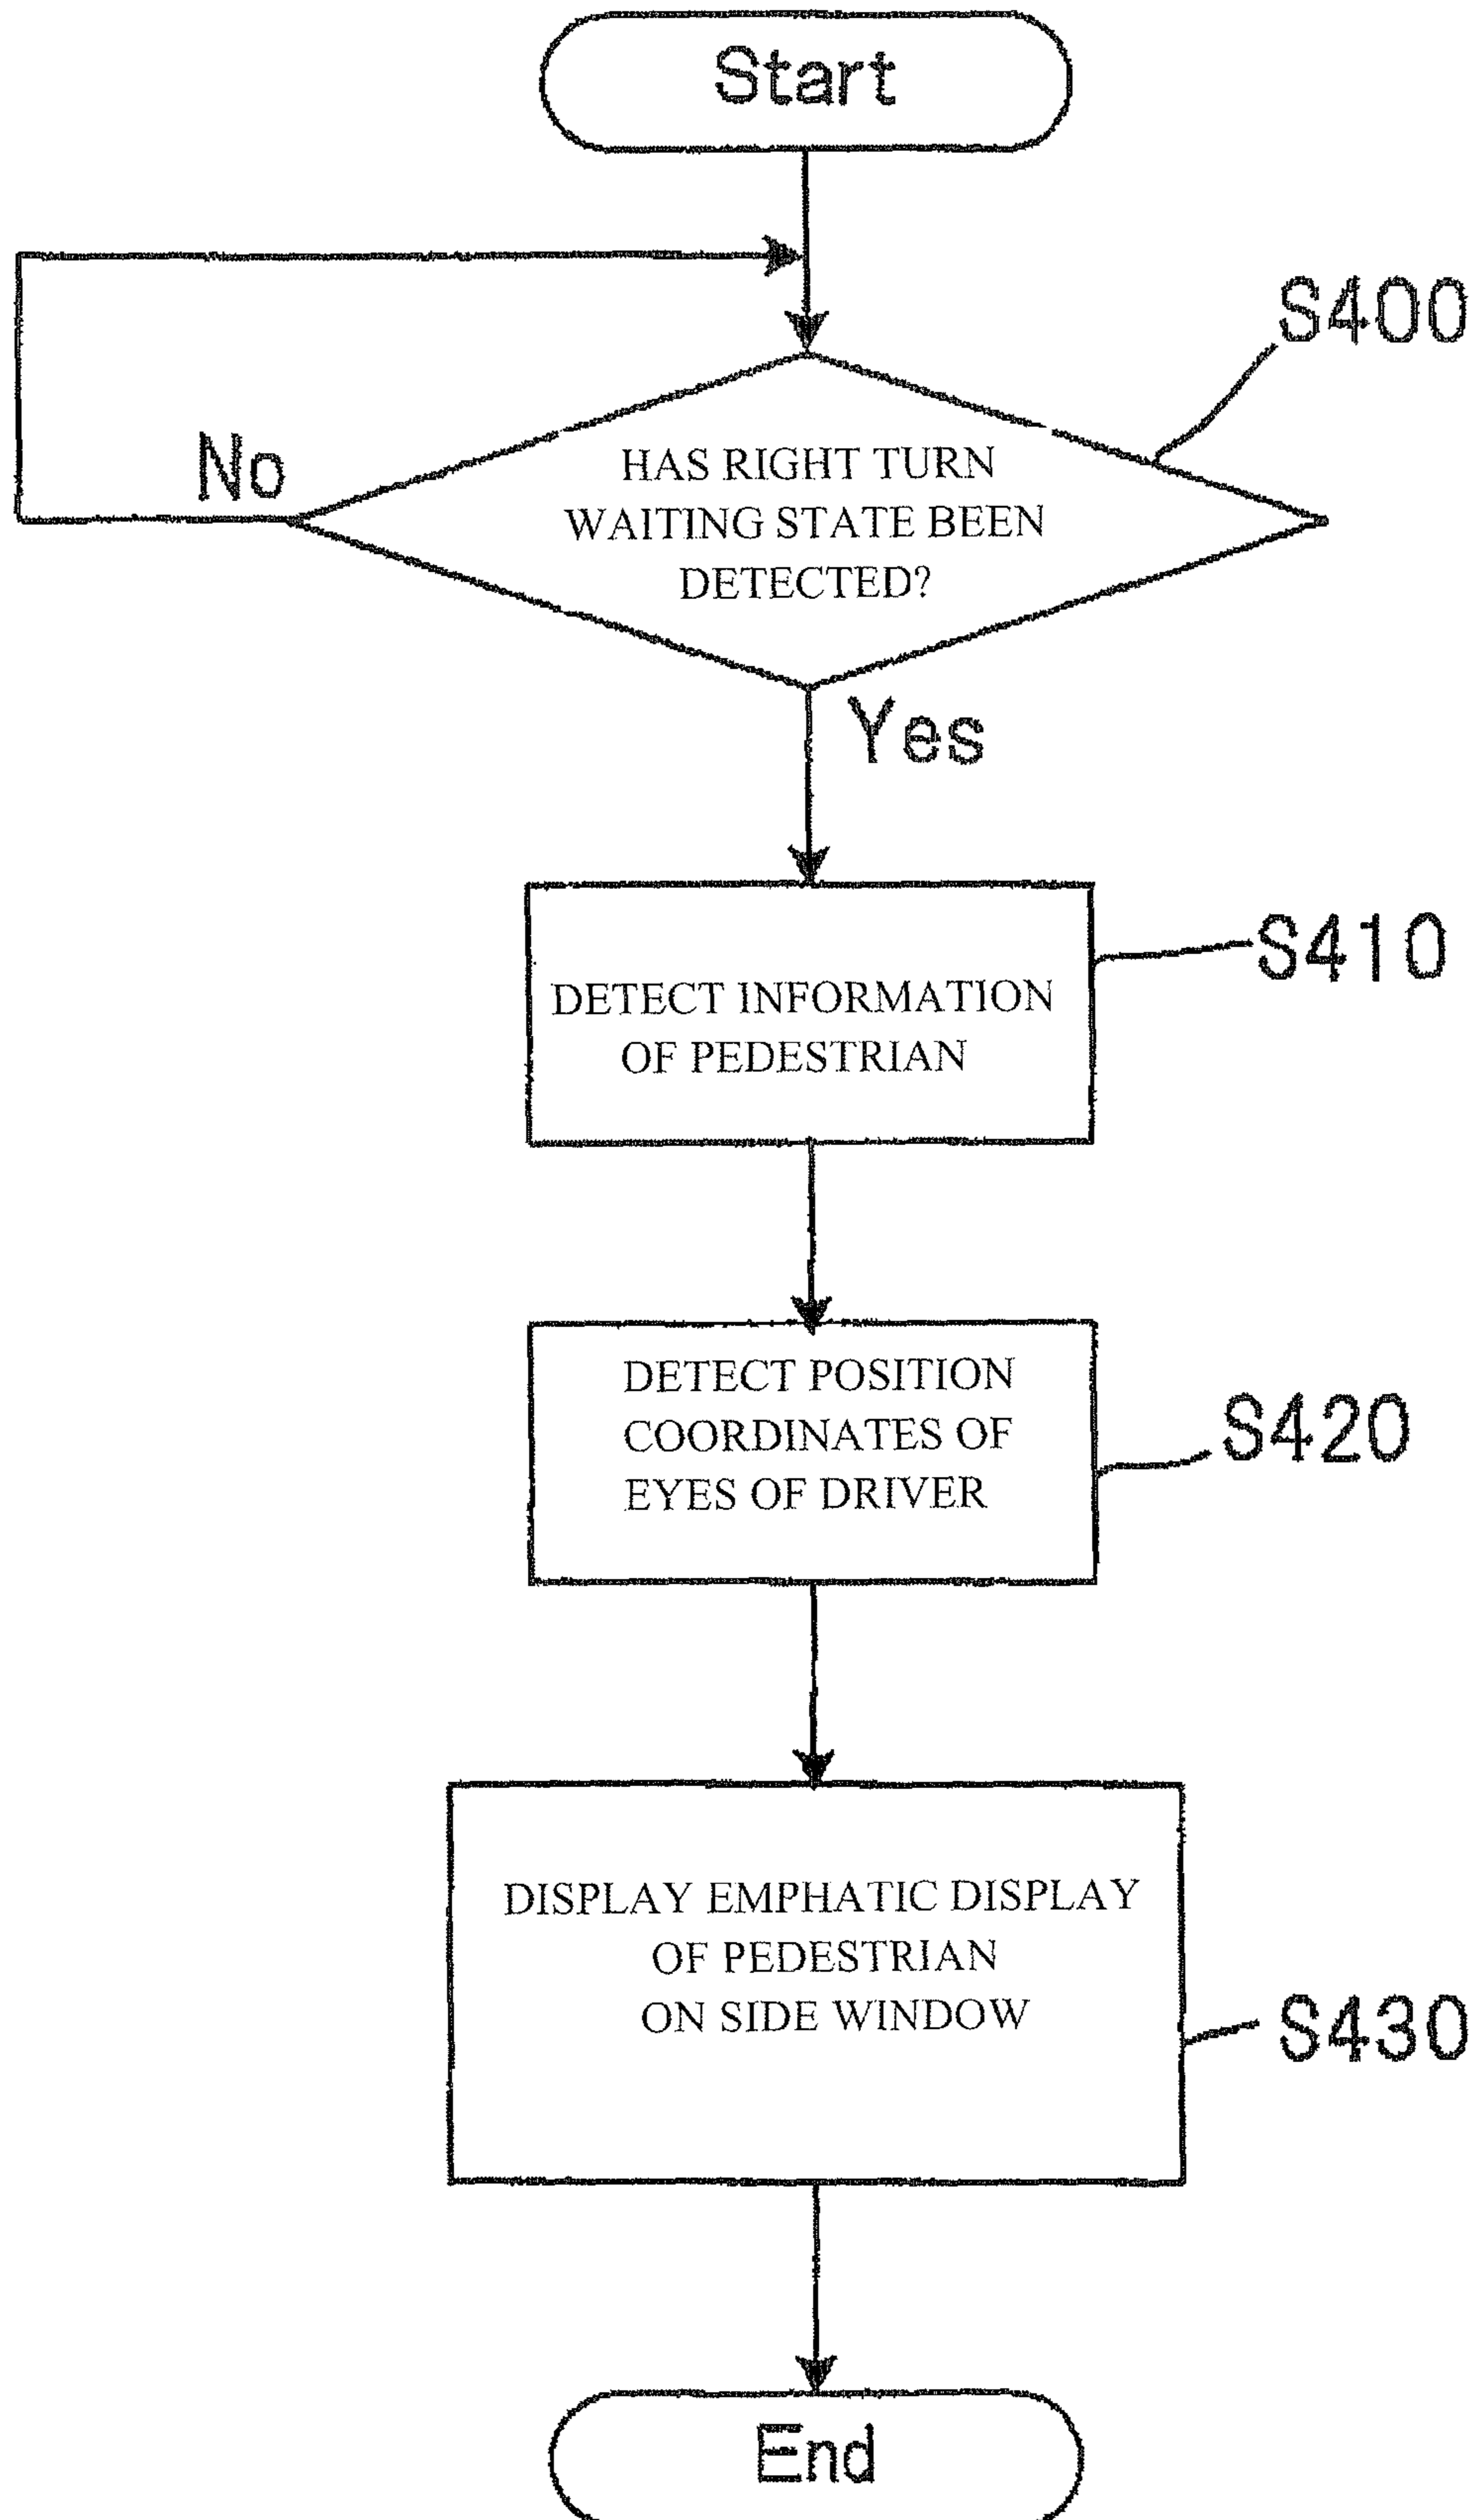 Start
S400
No
HAS RIGHT TURN
WAITING STATE BEEN
DETECTED?
Yes
S410
DETECT INFORMATION
OF PEDESTRIAN
DETECT POSITION
COORDINATES OF
EYES OF DRIVER
S420
DISPLAY EMPHATIC DISPLAY
OF PEDESTRIAN
ON SIDE WINDOW
S430
End